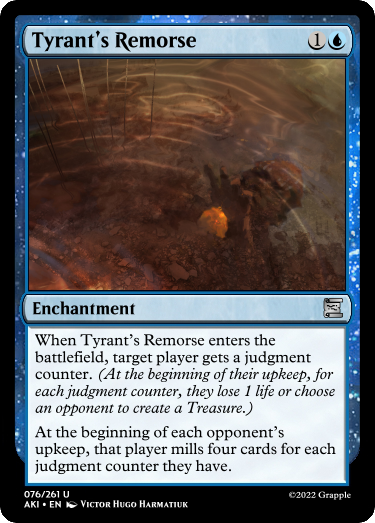 Tyrant's Remorse 1
Enchantment
When Tyrant's Remorse enters the
battlefield, target player gets a judgment
counter. (At the beginning of their upkeep, for
each judgment counter, they lose 1 life or choose
an opponent to create a Treasure.)
At the beginning of each opponent's
upkeep, that player mills four cards for each
judgment counter they have.
076/261 U
©2022 Grapple
AKI • EN Victor Hugo Harmatiuk